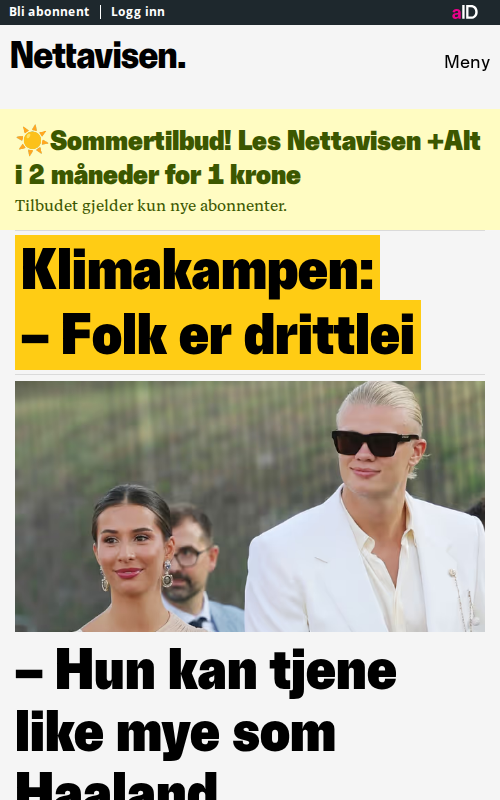 Bli abonnent | Logg inn
aID
Nettavisen.
Meny
☀️Sommertilbud! Les Nettavisen +Alt
i 2 måneder for 1 krone
Tilbudet gjelder kun nye abonnenter.
Klimakampen:
– Folk er drittlei
– Hun kan tjene
like mye som
Haaland